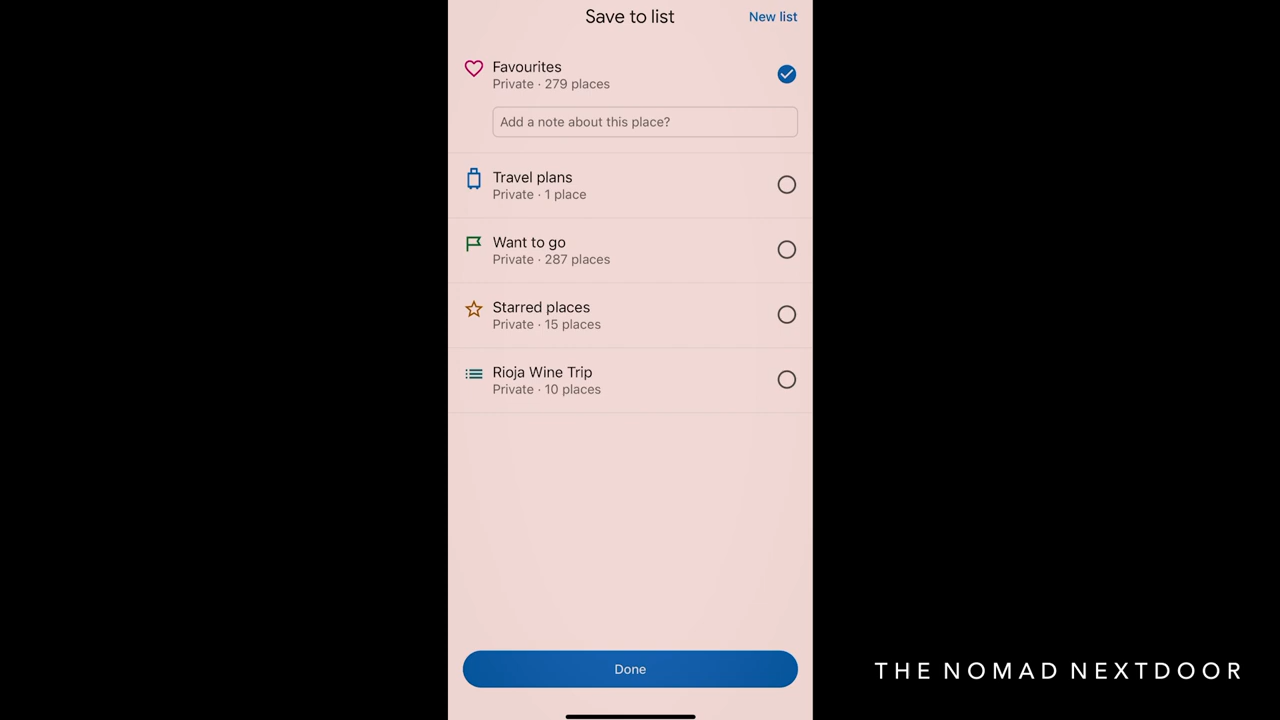 Save to list
New list
Favourites
Private · 279 places
Add a note about this place?
Travel plans
Private · 1 place
Want to go
Private · 287 places
Starred places
Private · 15 places
Rioja Wine Trip
Private · 10 places
Done
THE NOMAD NEXTDOOR